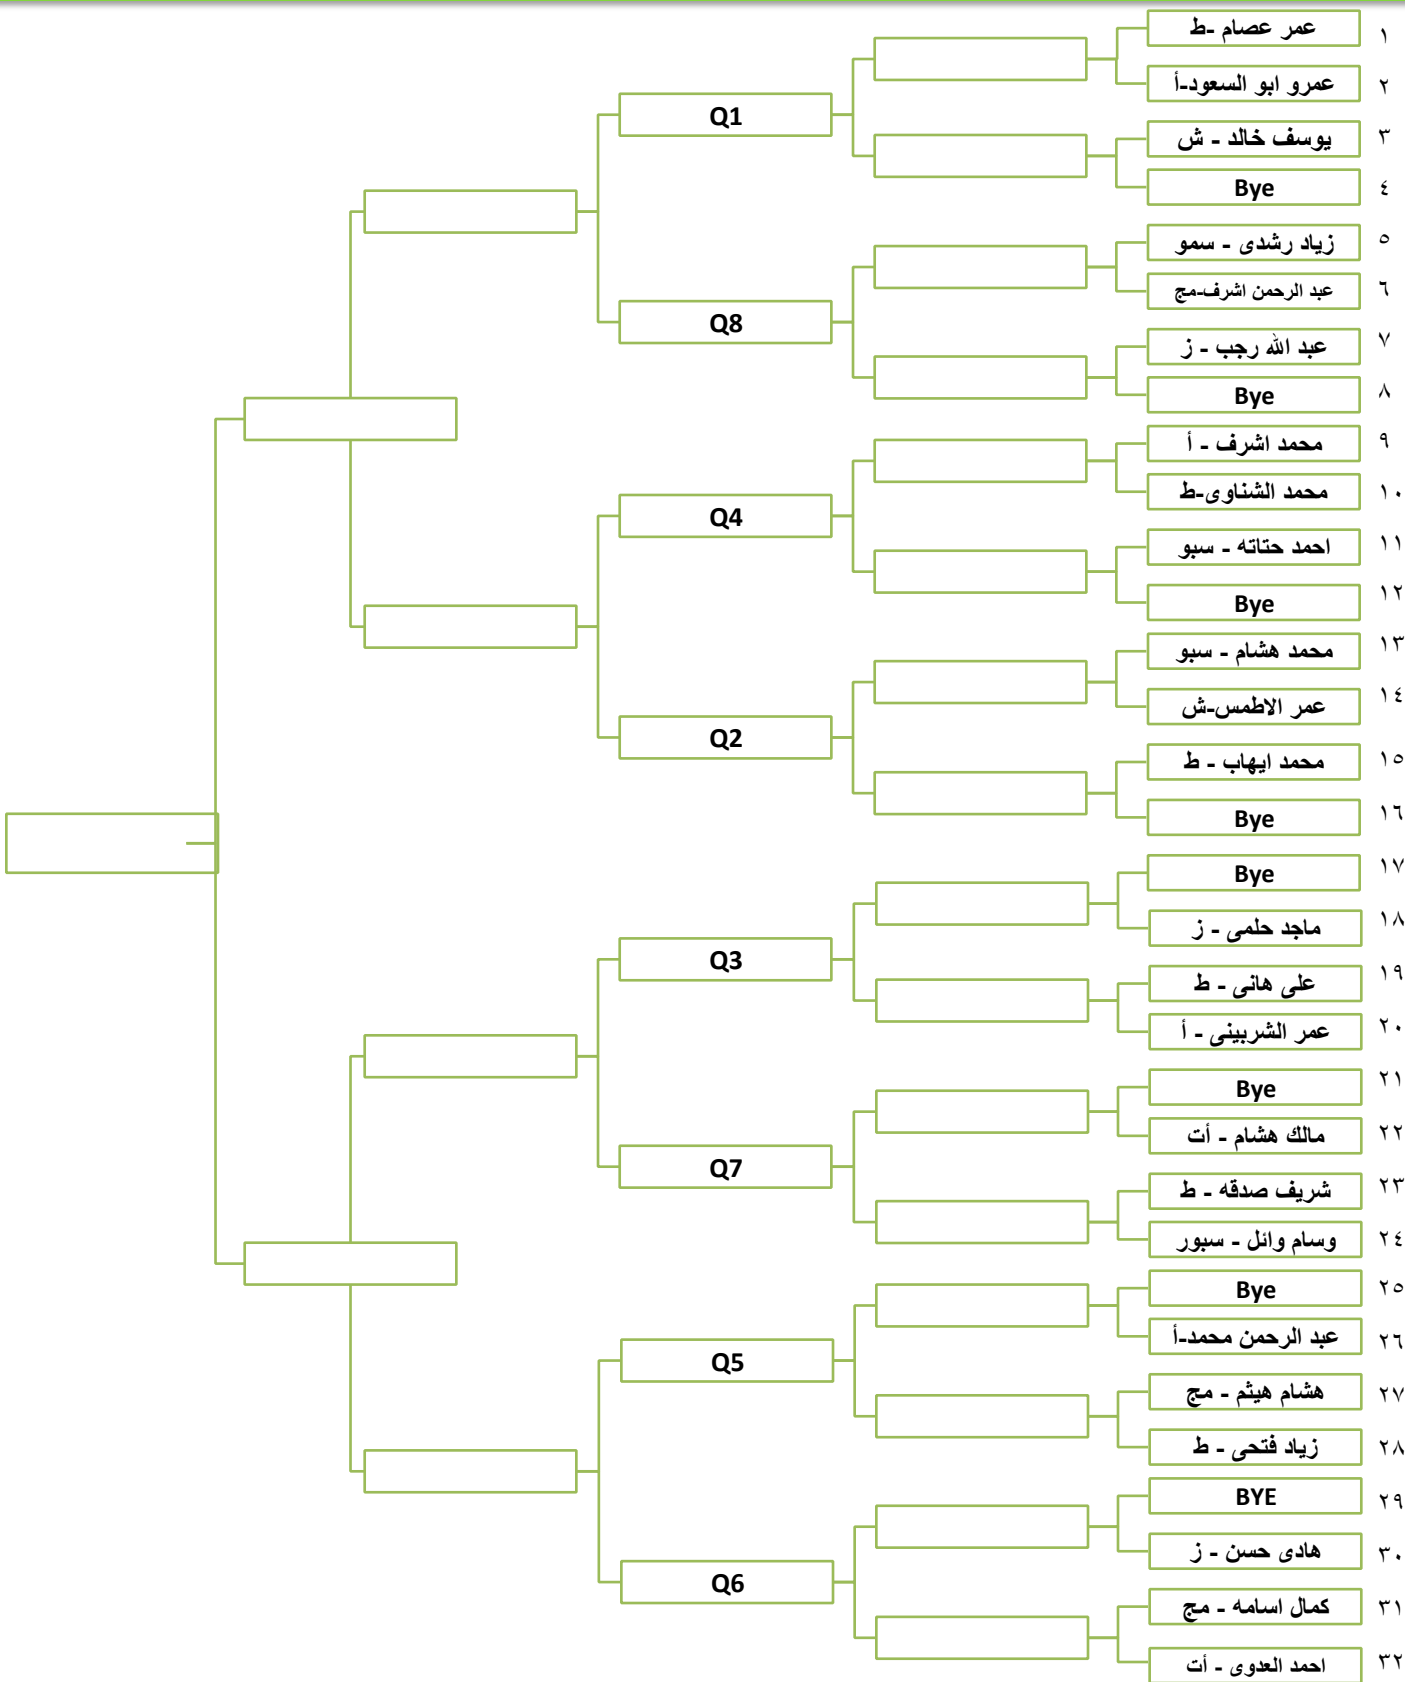 عمر عصام -ط ١
عمرو ابو السعود-أ ٢
Q1
يوسف خالد - ش ٣
Bye ٤
زياد رشدى - سمو ٥
عبد الرحمن اشرف-مج ٦
Q8
عبد الله رجب - ز ٧
Bye ٨
محمد اشرف - أ ٩
محمد الشناوى-ط ١٠
Q4
احمد حتاته - سبو ١١
Bye ١٢
محمد هشام - سبو ١٣
عمر الاطمس-ش ١٤
Q2
محمد ايهاب - ط ١٥
Bye ١٦
Bye ١٧
ماجد حلمى - ز ١٨
Q3
على هانى - ط ١٩
عمر الشربينى - أ ٢٠
Bye ٢١
مالك هشام - أت ٢٢
Q7
شريف صدقه - ط ٢٣
وسام وائل - سبور ٢٤
Bye ٢٥
عبد الرحمن محمد-أ ٢٦
Q5
هشام هيثم - مج ٢٧
زياد فتحى - ط ٢٨
BYE ٢٩
هادى حسن - ز ٣٠
Q6
كمال اسامه - مج ٣١
احمد العدوى - أت ٣٢